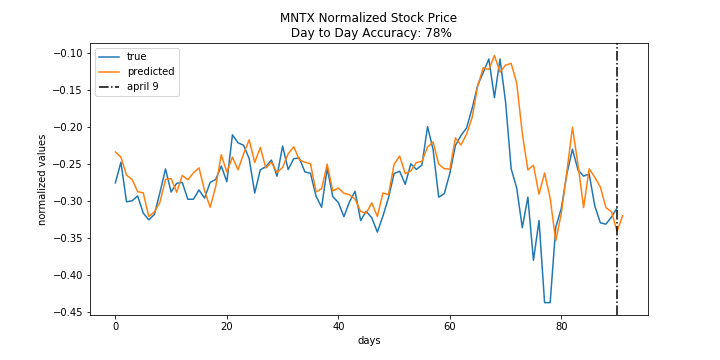 MNTX Normalized Stock Price
Day to Day Accuracy: 78%
true
predicted
april 9
normalized values
−0.10
−0.15
−0.20
−0.25
−0.30
−0.35
−0.40
−0.45
0
20
40
60
80
days